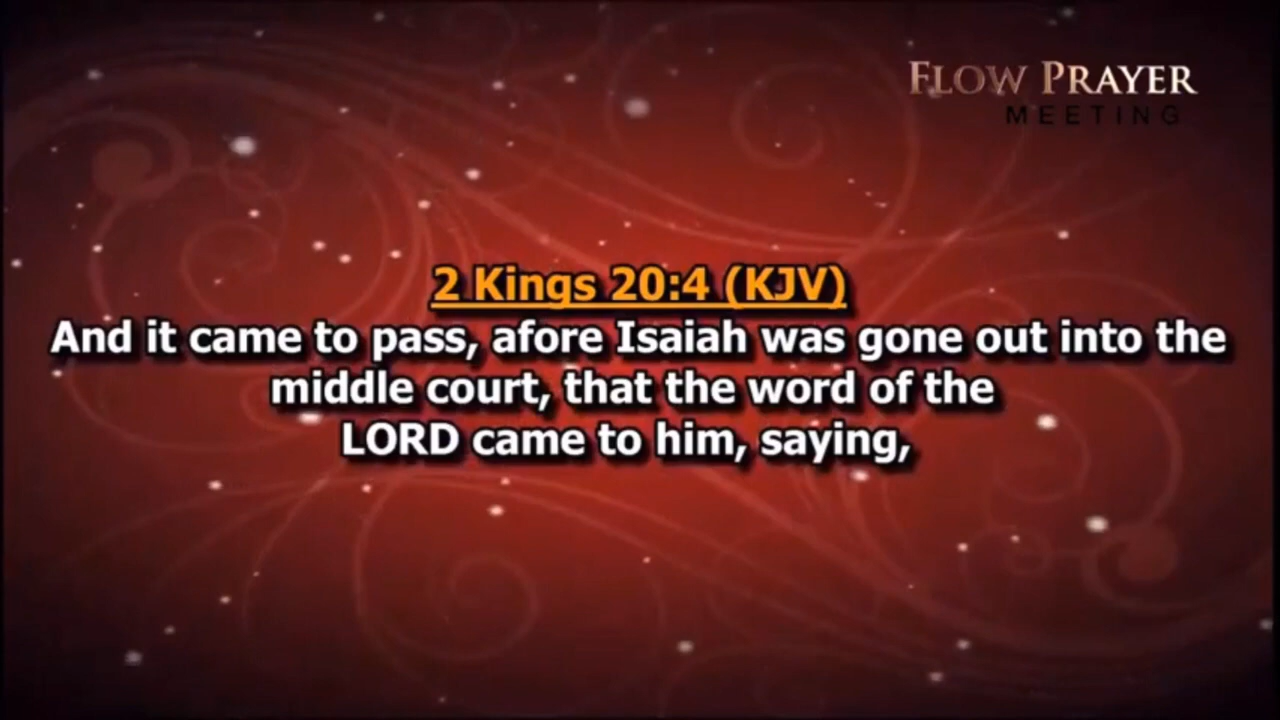 FLOW PRAYER
MEETING
2 Kings 20:4 (KJV)
And it came to pass, afore Isaiah was gone out into the
middle court, that the word of the
LORD came to him, saying,